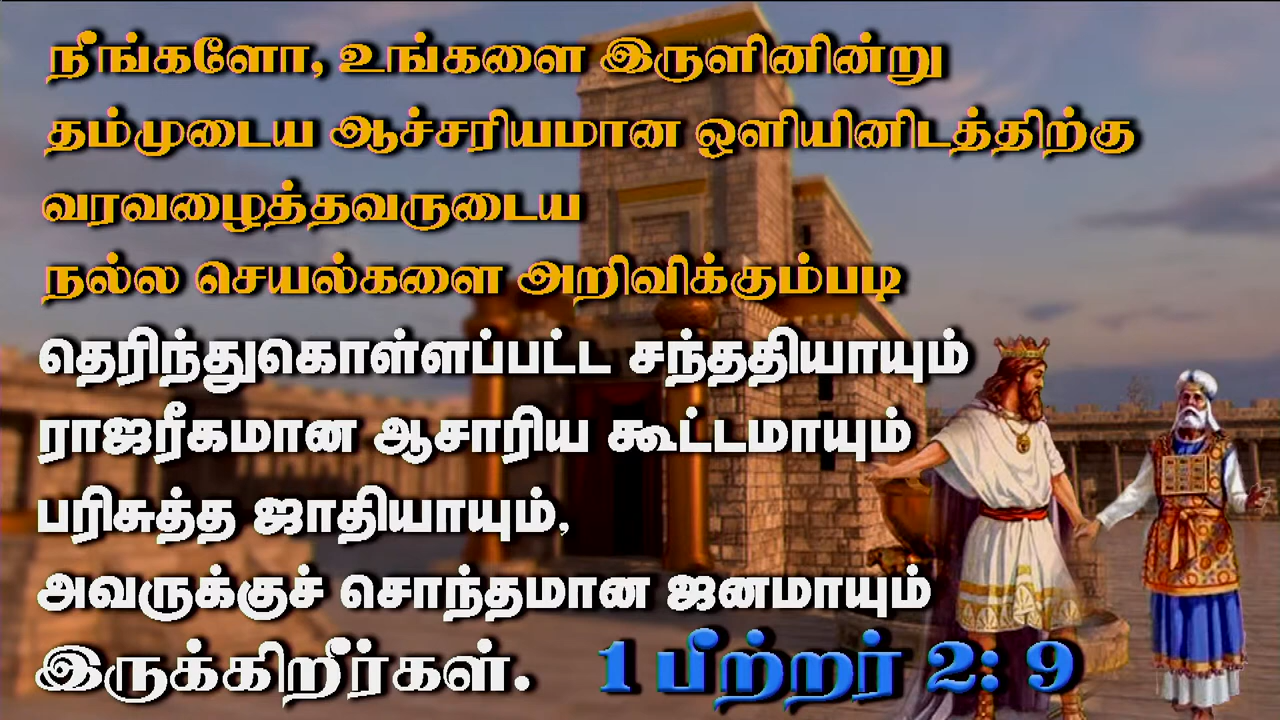 நீங்களோ, உங்களை இருளினின்று
தம்முடைய ஆச்சரியமான ஒளியினிடத்திற்கு
வரவழைத்தவருடைய
நல்ல செயல்களை அறிவிக்கும்படி
தெரிந்துகொள்ளப்பட்ட சந்ததியாயும்
ராஜரீகமான ஆசாரிய கூட்டமாயும்
பரிசுத்த ஜாதியாயும்,
அவருக்குச் சொந்தமான ஜனமாயும்
இருக்கிறீர்கள். 1 பீற்றர் 2: 9